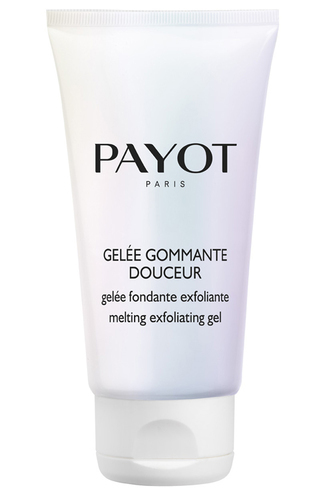 PAYOT
PARIS
GELÉE GOMMANTE
DOUCEUR
gelée fondante exfoliante
melting exfoliating gel